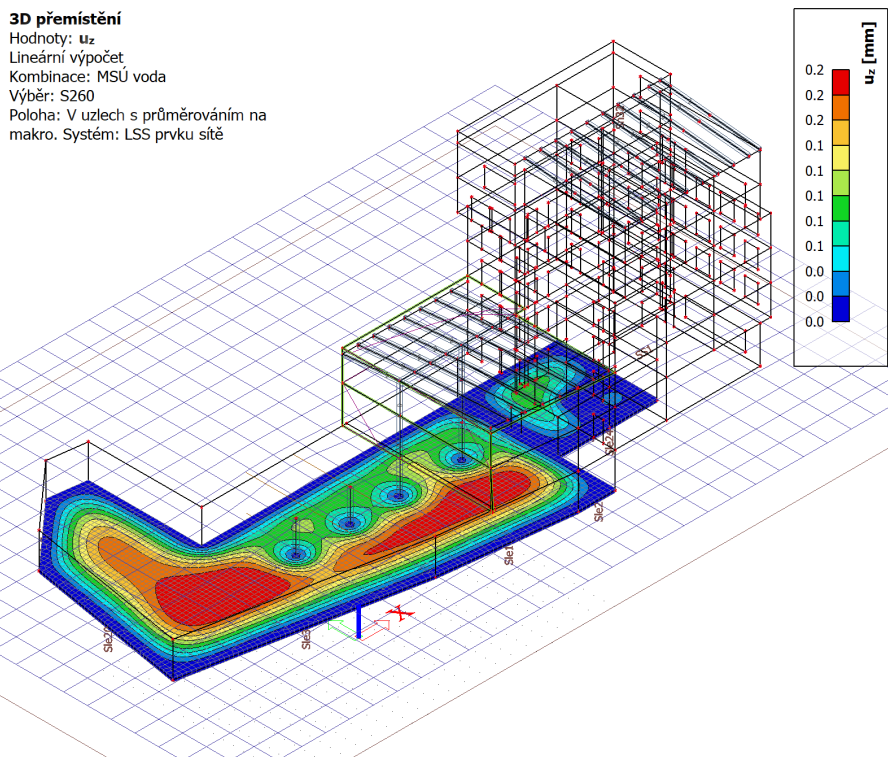 3D přemístění
Hodnoty: uz
Lineární výpočet
Kombinace: MSÚ voda
Výběr: S260
Poloha: V uzlech s průměrováním na
makro. Systém: LSS prvku sítě
uz [mm]
0.2
0.2
0.2
0.1
0.1
0.1
0.1
0.0
0.0
0.0
X